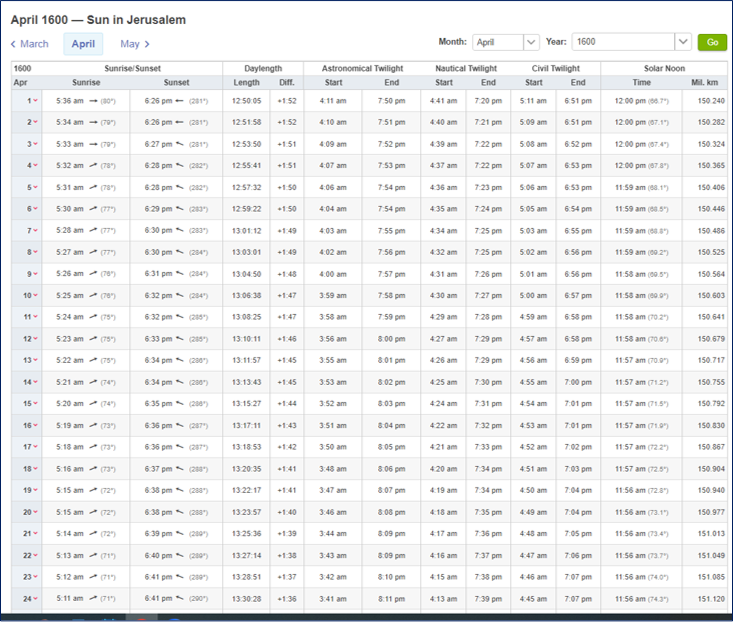 April 1600 — Sun in Jerusalem
< March April May >
Month: April Year: 1600 Go
1600 Sunrise/Sunset Daylength Astronomical Twilight Nautical Twilight Civil Twilight Solar Noon
Apr Sunrise Sunset Length Diff. Start End Start End Start End Time Mil. km
1 5:36 am → (80°) 6:26 pm ← (281°) 12:50:05 +1:52 4:11 am 7:50 pm 4:41 am 7:20 pm 5:11 am 6:51 pm 12:00 pm (66.7°) 150.240
2 5:34 am → (79°) 6:26 pm ← (281°) 12:51:58 +1:52 4:10 am 7:51 pm 4:40 am 7:21 pm 5:09 am 6:51 pm 12:00 pm (67.1°) 150.282
3 5:33 am → (79°) 6:27 pm (281°) 12:53:50 +1:51 4:09 am 7:52 pm 4:39 am 7:22 pm 5:08 am 6:52 pm 12:00 pm (67.4°) 150.324
4 5:32 am (78°) 6:28 pm (282°) 12:55:41 +1:51 4:07 am 7:53 pm 4:37 am 7:22 pm 5:07 am 6:53 pm 12:00 pm (67.8°) 150.365
5 5:31 am (78°) 6:28 pm (282°) 12:57:32 +1:50 4:06 am 7:54 pm 4:36 am 7:23 pm 5:06 am 6:53 pm 11:59 am (68.1°) 150.406
6 5:30 am (77°) 6:29 pm (283°) 12:59:22 +1:50 4:04 am 7:54 pm 4:35 am 7:24 pm 5:05 am 6:54 pm 11:59 am (68.5°) 150.446
7 5:28 am (77°) 6:30 pm (283°) 13:01:12 +1:49 4:03 am 7:55 pm 4:34 am 7:25 pm 5:03 am 6:55 pm 11:59 am (68.8°) 150.486
8 5:27 am (77°) 6:30 pm (284°) 13:03:01 +1:49 4:02 am 7:56 pm 4:32 am 7:25 pm 5:02 am 6:56 pm 11:59 am (69.2°) 150.525
9 5:26 am (76°) 6:31 pm (284°) 13:04:50 +1:48 4:00 am 7:57 pm 4:31 am 7:26 pm 5:01 am 6:56 pm 11:58 am (69.5°) 150.564
10 5:25 am (76°) 6:32 pm (284°) 13:06:38 +1:47 3:59 am 7:58 pm 4:30 am 7:27 pm 5:00 am 6:57 pm 11:58 am (69.9°) 150.603
11 5:24 am (75°) 6:32 pm (285°) 13:08:25 +1:47 3:58 am 7:59 pm 4:28 am 7:28 pm 4:59 am 6:58 pm 11:58 am (70.2°) 150.641
12 5:23 am (75°) 6:33 pm (285°) 13:10:11 +1:46 3:56 am 8:00 pm 4:27 am 7:29 pm 4:57 am 6:58 pm 11:58 am (70.6°) 150.679
13 5:22 am (75°) 6:34 pm (286°) 13:11:57 +1:45 3:55 am 8:01 pm 4:26 am 7:29 pm 4:56 am 6:59 pm 11:57 am (70.9°) 150.717
14 5:21 am (74°) 6:34 pm (286°) 13:13:43 +1:45 3:53 am 8:02 pm 4:25 am 7:30 pm 4:55 am 7:00 pm 11:57 am (71.2°) 150.755
15 5:20 am (74°) 6:35 pm (286°) 13:15:27 +1:44 3:52 am 8:03 pm 4:24 am 7:31 pm 4:54 am 7:01 pm 11:57 am (71.6°) 150.792
16 5:19 am (73°) 6:36 pm (287°) 13:17:11 +1:43 3:51 am 8:04 pm 4:22 am 7:32 pm 4:53 am 7:01 pm 11:57 am (71.9°) 150.830
17 5:18 am (73°) 6:36 pm (287°) 13:18:53 +1:42 3:50 am 8:05 pm 4:21 am 7:33 pm 4:52 am 7:02 pm 11:57 am (72.2°) 150.867
18 5:16 am (73°) 6:37 pm (288°) 13:20:35 +1:41 3:48 am 8:06 pm 4:20 am 7:34 pm 4:51 am 7:03 pm 11:57 am (72.5°) 150.904
19 5:15 am (72°) 6:38 pm (288°) 13:22:17 +1:41 3:47 am 8:07 pm 4:19 am 7:34 pm 4:50 am 7:04 pm 11:56 am (72.8°) 150.940
20 5:15 am (72°) 6:38 pm (288°) 13:23:57 +1:40 3:46 am 8:08 pm 4:18 am 7:35 pm 4:49 am 7:04 pm 11:56 am (73.1°) 150.977
21 5:14 am (72°) 6:39 pm (289°) 13:25:36 +1:39 3:44 am 8:09 pm 4:17 am 7:36 pm 4:48 am 7:05 pm 11:56 am (73.4°) 151.013
22 5:13 am (71°) 6:40 pm (289°) 13:27:14 +1:38 3:43 am 8:09 pm 4:16 am 7:37 pm 4:47 am 7:06 pm 11:56 am (73.7°) 151.049
23 5:12 am (71°) 6:41 pm (289°) 13:28:51 +1:37 3:42 am 8:10 pm 4:15 am 7:38 pm 4:46 am 7:07 pm 11:56 am (74.0°) 151.085
24 5:11 am (71°) 6:41 pm (290°) 13:30:28 +1:36 3:41 am 8:11 pm 4:13 am 7:39 pm 4:45 am 7:07 pm 11:56 am (74.3°) 151.120